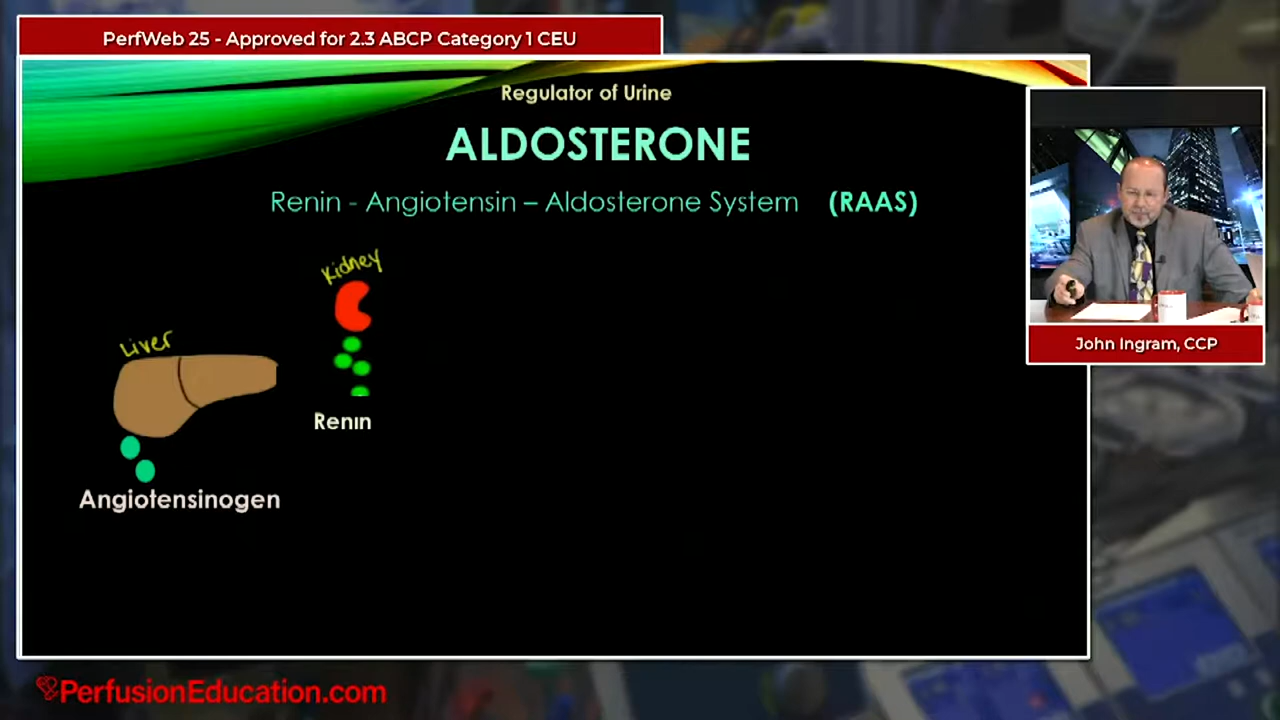 PerfWeb 25 - Approved for 2.3 ABCP Category 1 CEU
Regulator of Urine
ALDOSTERONE
Renin - Angiotensin – Aldosterone System (RAAS)
Kidney
Liver
Renin
Angiotensinogen
John Ingram, CCP
PerfusionEducation.com